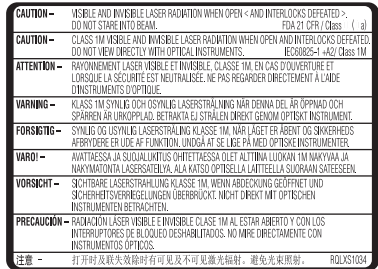 CAUTION – VISIBLE AND INVISIBLE LASER RADIATION WHEN OPEN < AND INTERLOCKS DEFEATED >.
DO NOT STARE INTO BEAM. FDA 21 CFR / Class ( a)
CAUTION – CLASS 1M VISIBLE AND INVISIBLE LASER RADIATION WHEN OPEN AND INTERLOCKS DEFEATED.
DO NOT VIEW DIRECTLY WITH OPTICAL INSTRUMENTS. IEC60825-1 +A2/ Class 1M
ATTENTION – RAYONNEMENT LASER VISIBLE ET INVISIBLE, CLASSE 1M, EN CAS D'OUVERTURE ET
LORSQUE LA SÉCURITÉ EST NEUTRALISÉE. NE PAS REGARDER DIRECTEMENT À L'AIDE
D'INSTRUMENTS D'OPTIQUE.
VARNING – KLASS 1M SYNLIG OCH OSYNLIG LASERSTRÅLNING NÄR DENNA DEL ÄR ÖPPNAD OCH
SPÄRREN ÄR URKOPPLAD. BETRAKTA EJ STRÅLEN DIREKT GENOM OPTISKT INSTRUMENT.
FORSIGTIG – SYNLIG OG USYNLIG LASERSTRÅLING KLASSE 1M, NÅR LÅGET ER ÅBENT OG SIKKERHEDS
AFBRYDERE ER UDE AF FUNKTION. UNDGÅ AT SE LIGE PÅ MED OPTISKE INSTRUMENTER.
VARO! – AVATTAESSA JA SUOJALUKITUS OHITETTAESSA OLET ALTTIINA LUOKAN 1M NÄKYVÄÄ JA
NÄKYMÄTÖNTÄ LASERSÄTEILYÄ. ÄLÄ KATSO OPTISELLA LAITTEELLA SUORAAN SÄTEESEEN.
VORSICHT – SICHTBARE UND UNSICHTBARE LASERSTRAHLUNG KLASSE 1M, WENN ABDECKUNG GEÖFFNET UND
SICHERHEITSVERRIEGELUNGEN ÜBERBRÜCKT. NICHT DIREKT MIT OPTISCHEN
INSTRUMENTEN BETRACHTEN.
PRECAUCIÓN – RADIACIÓN LÁSER VISIBLE E INVISIBLE CLASE 1M AL ESTAR ABIERTO Y CON LOS
INTERRUPTORES DE BLOQUEO DESHABILITADOS. NO MIRE DIRECTAMENTE CON
INSTRUMENTOS ÓPTICOS.
注意 – 打开时及联失效除时有可见及不可见激光辐射。避免光束照射。 RQLXS1034